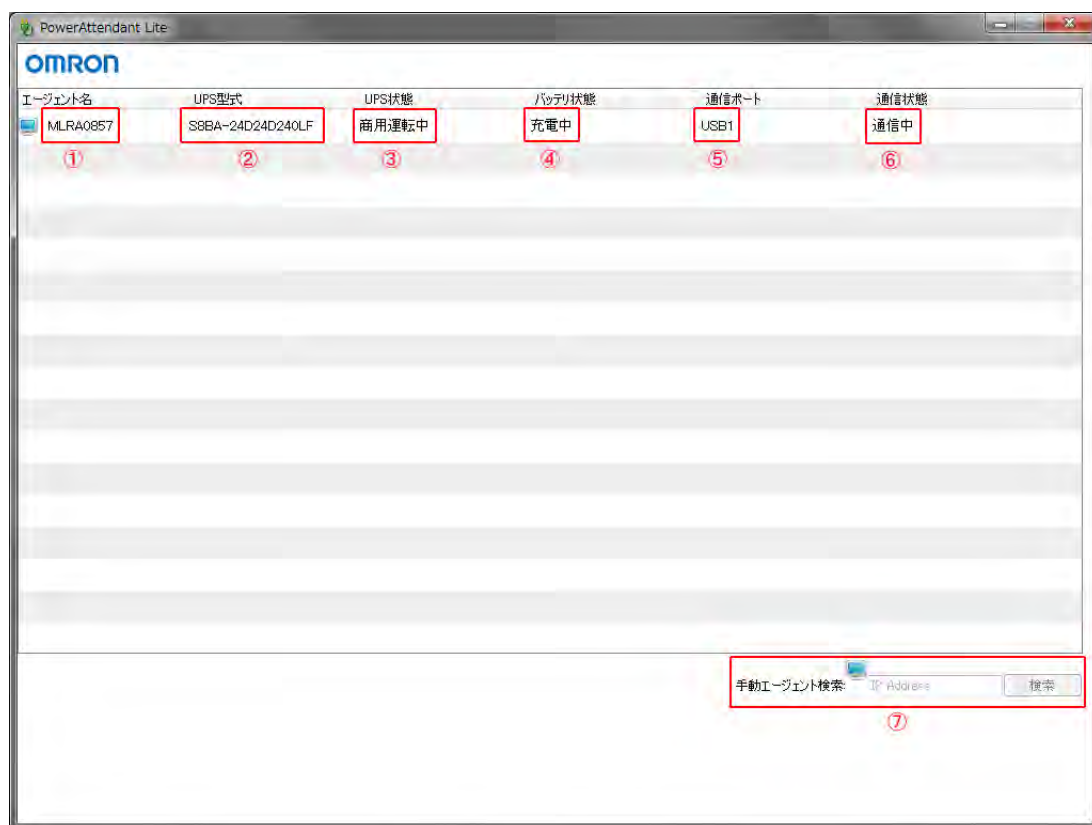 PowerAttendant Lite
OMRON
エージェント名 UPS型式 UPS状態 バッテリ状態 通信ポート 通信状態
MLRA0857 S8BA-24D24D240LF 商用運転中 充電中 USB1 通信中
① ② ③ ④ ⑤ ⑥
手動エージェント検索: IP Address 検索
⑦